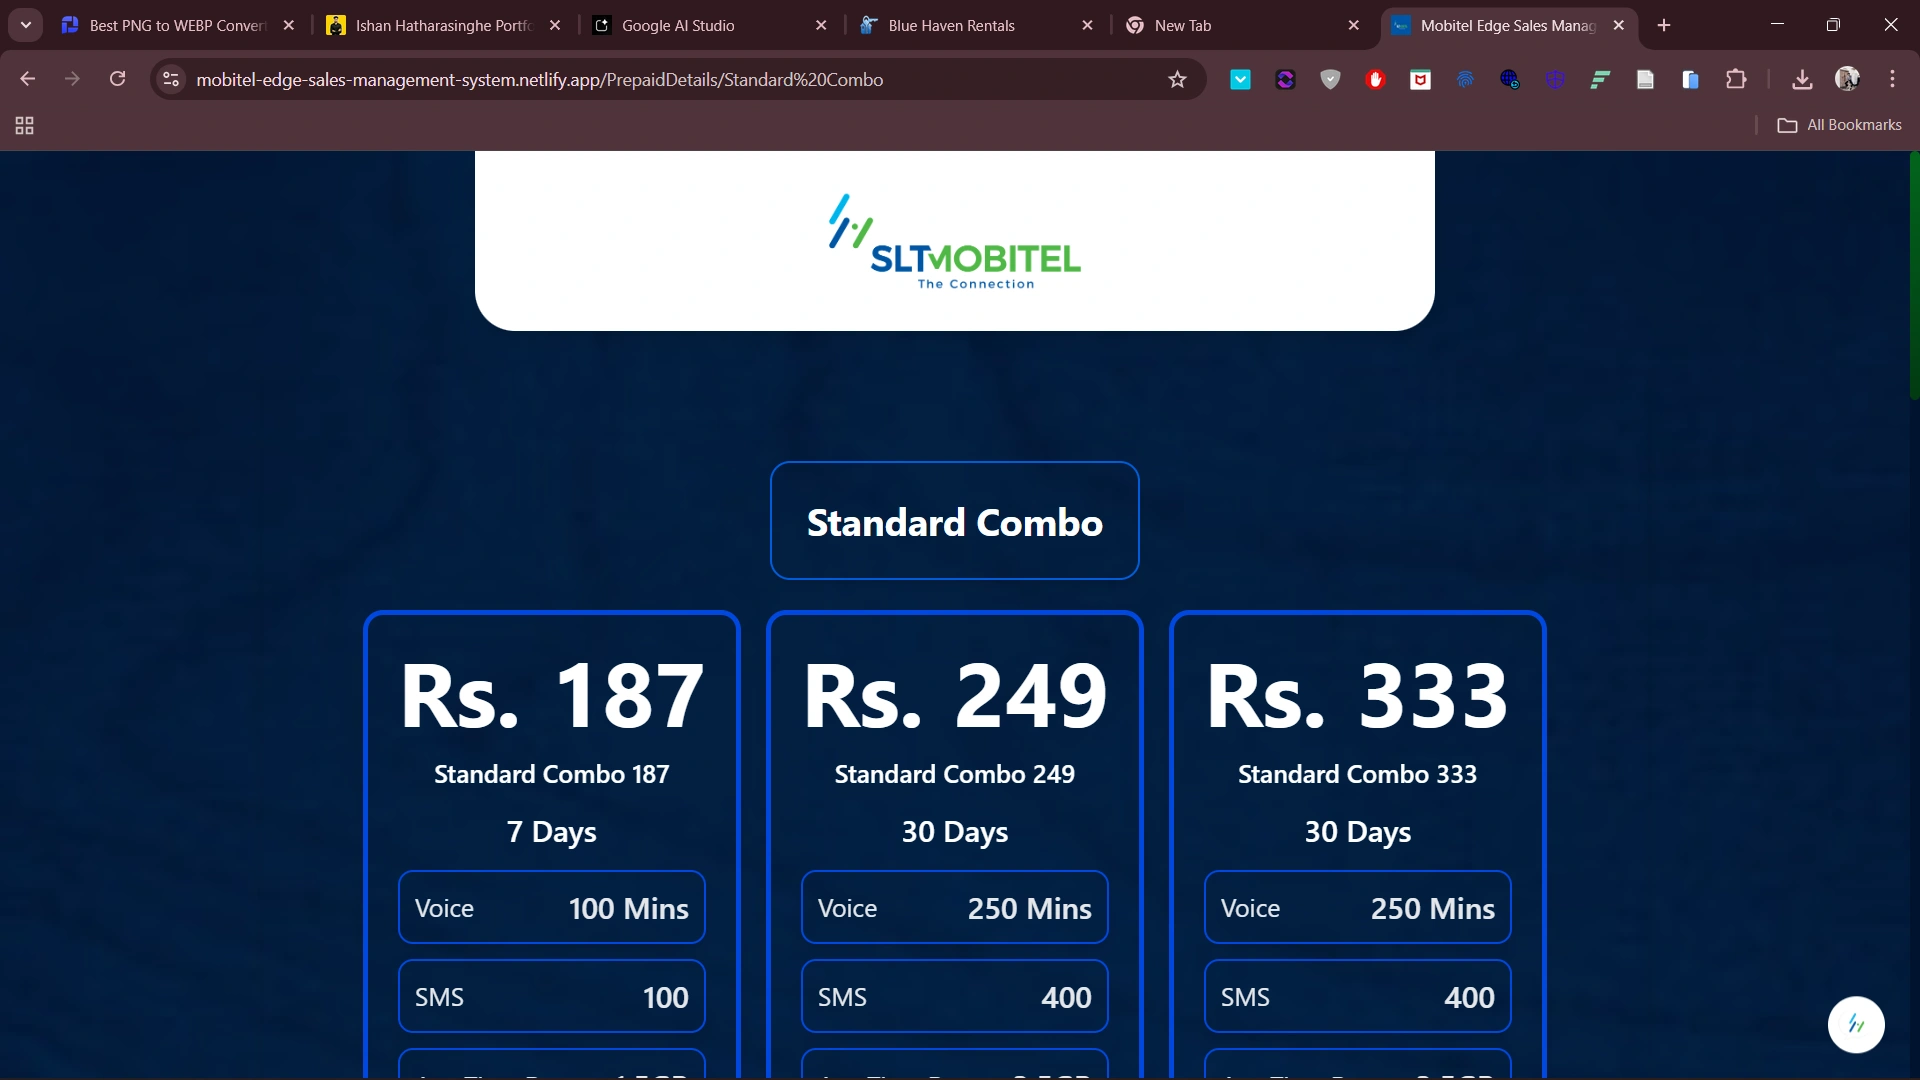 Best PNG to WEBP Convert
Ishan Hatharasinghe Portfo
Google AI Studio
Blue Haven Rentals
New Tab
Mobitel Edge Sales Manag
mobitel-edge-sales-management-system.netlify.app/PrepaidDetails/Standard%20Combo
All Bookmarks
SLTMOBITEL
The Connection
Standard Combo
Rs. 187
Standard Combo 187
7 Days
Voice 100 Mins
SMS 100
Rs. 249
Standard Combo 249
30 Days
Voice 250 Mins
SMS 400
Rs. 333
Standard Combo 333
30 Days
Voice 250 Mins
SMS 400